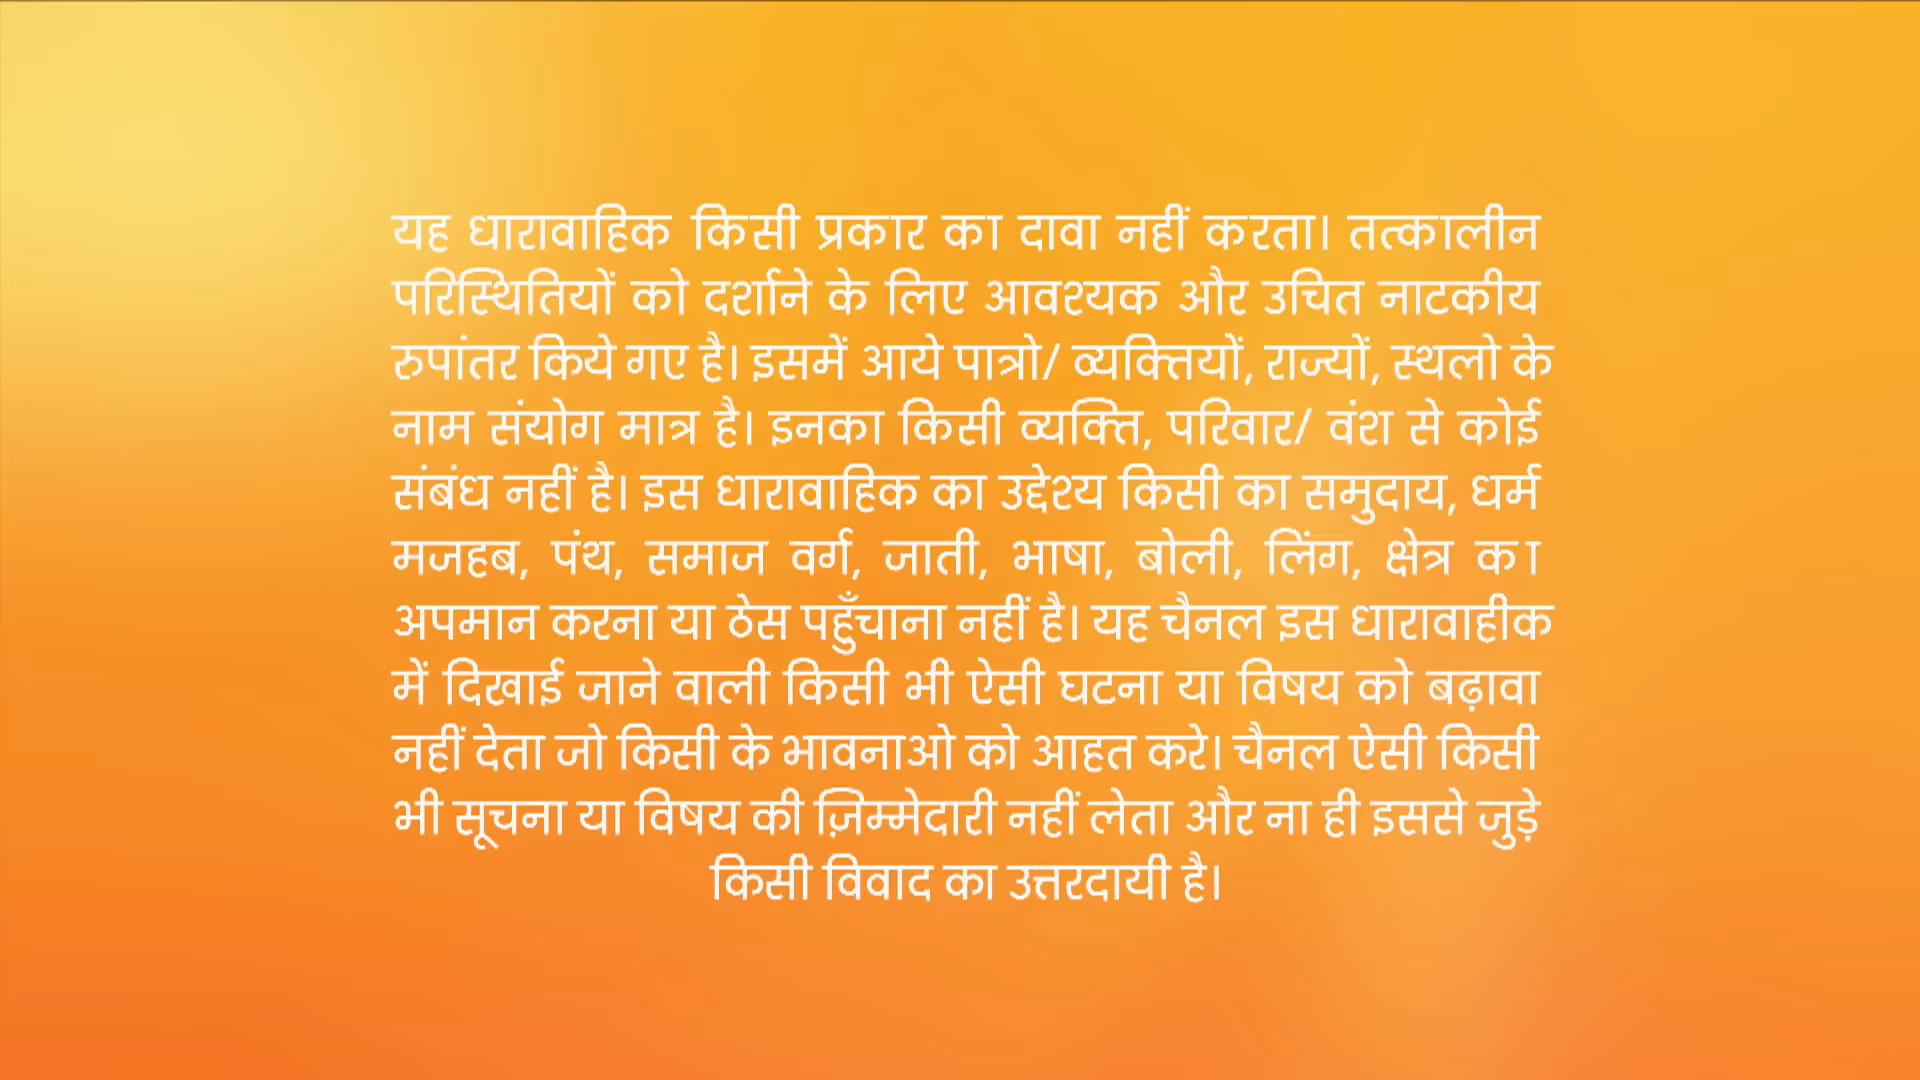 यह धारावाहिक किसी प्रकार का दावा नहीं करता। तत्कालीन
परिस्थितियों को दर्शाने के लिए आवश्यक और उचित नाटकीय
रुपांतर किये गए है। इसमें आये पात्रो/ व्यक्तियों, राज्यों, स्थलो के
नाम संयोग मात्र है। इनका किसी व्यक्ति, परिवार/ वंश से कोई
संबंध नहीं है। इस धारावाहिक का उद्देश्य किसी का समुदाय, धर्म
मजहब, पंथ, समाज वर्ग, जाती, भाषा, बोली, लिंग, क्षेत्र का
अपमान करना या ठेस पहुँचाना नहीं है। यह चैनल इस धारावाहीक
में दिखाई जाने वाली किसी भी ऐसी घटना या विषय को बढ़ावा
नहीं देता जो किसी के भावनाओ को आहत करे। चैनल ऐसी किसी
भी सूचना या विषय की ज़िम्मेदारी नहीं लेता और ना ही इससे जुड़े
किसी विवाद का उत्तरदायी है।